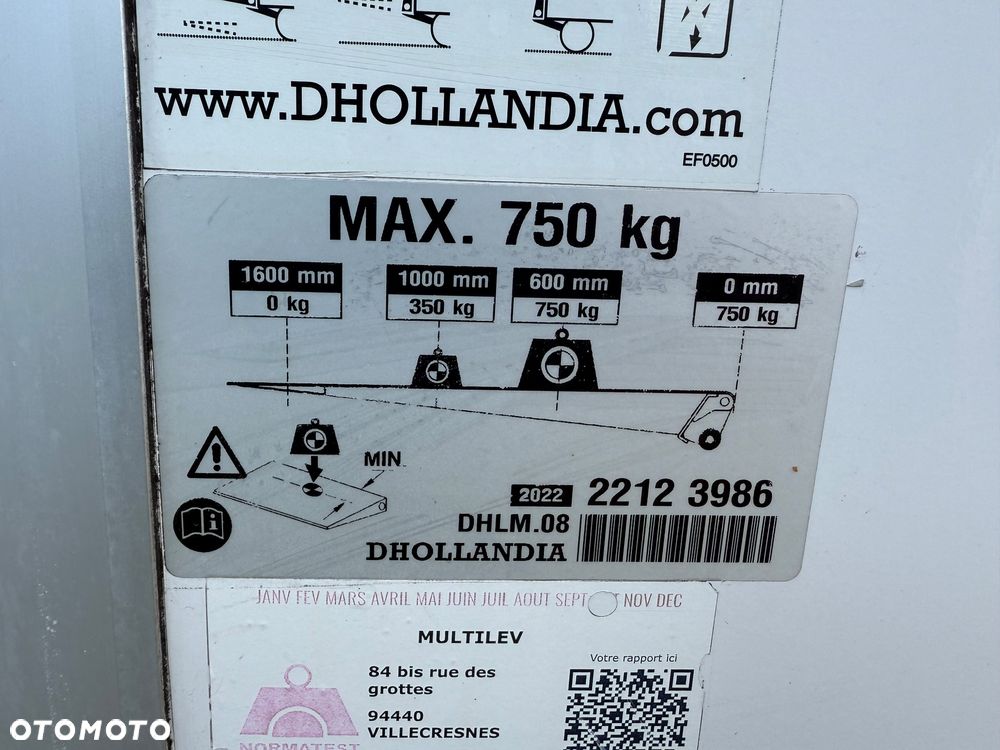 www.DHOLLANDIA.com
EF0500
MAX. 750 kg
1600 mm
0 kg
1000 mm
350 kg
600 mm
750 kg
0 mm
750 kg
MIN
2022 2212 3986
DHLM.08
DHOLLANDIA
JANV FEV MARS AVRIL MAI JUIN JUIL AOUT SEPT NOV DEC
MULTILEV
84 bis rue des
grottes
94440
VILLECRESNES
Votre rapport ici
NORMATEST
OTOMOTO